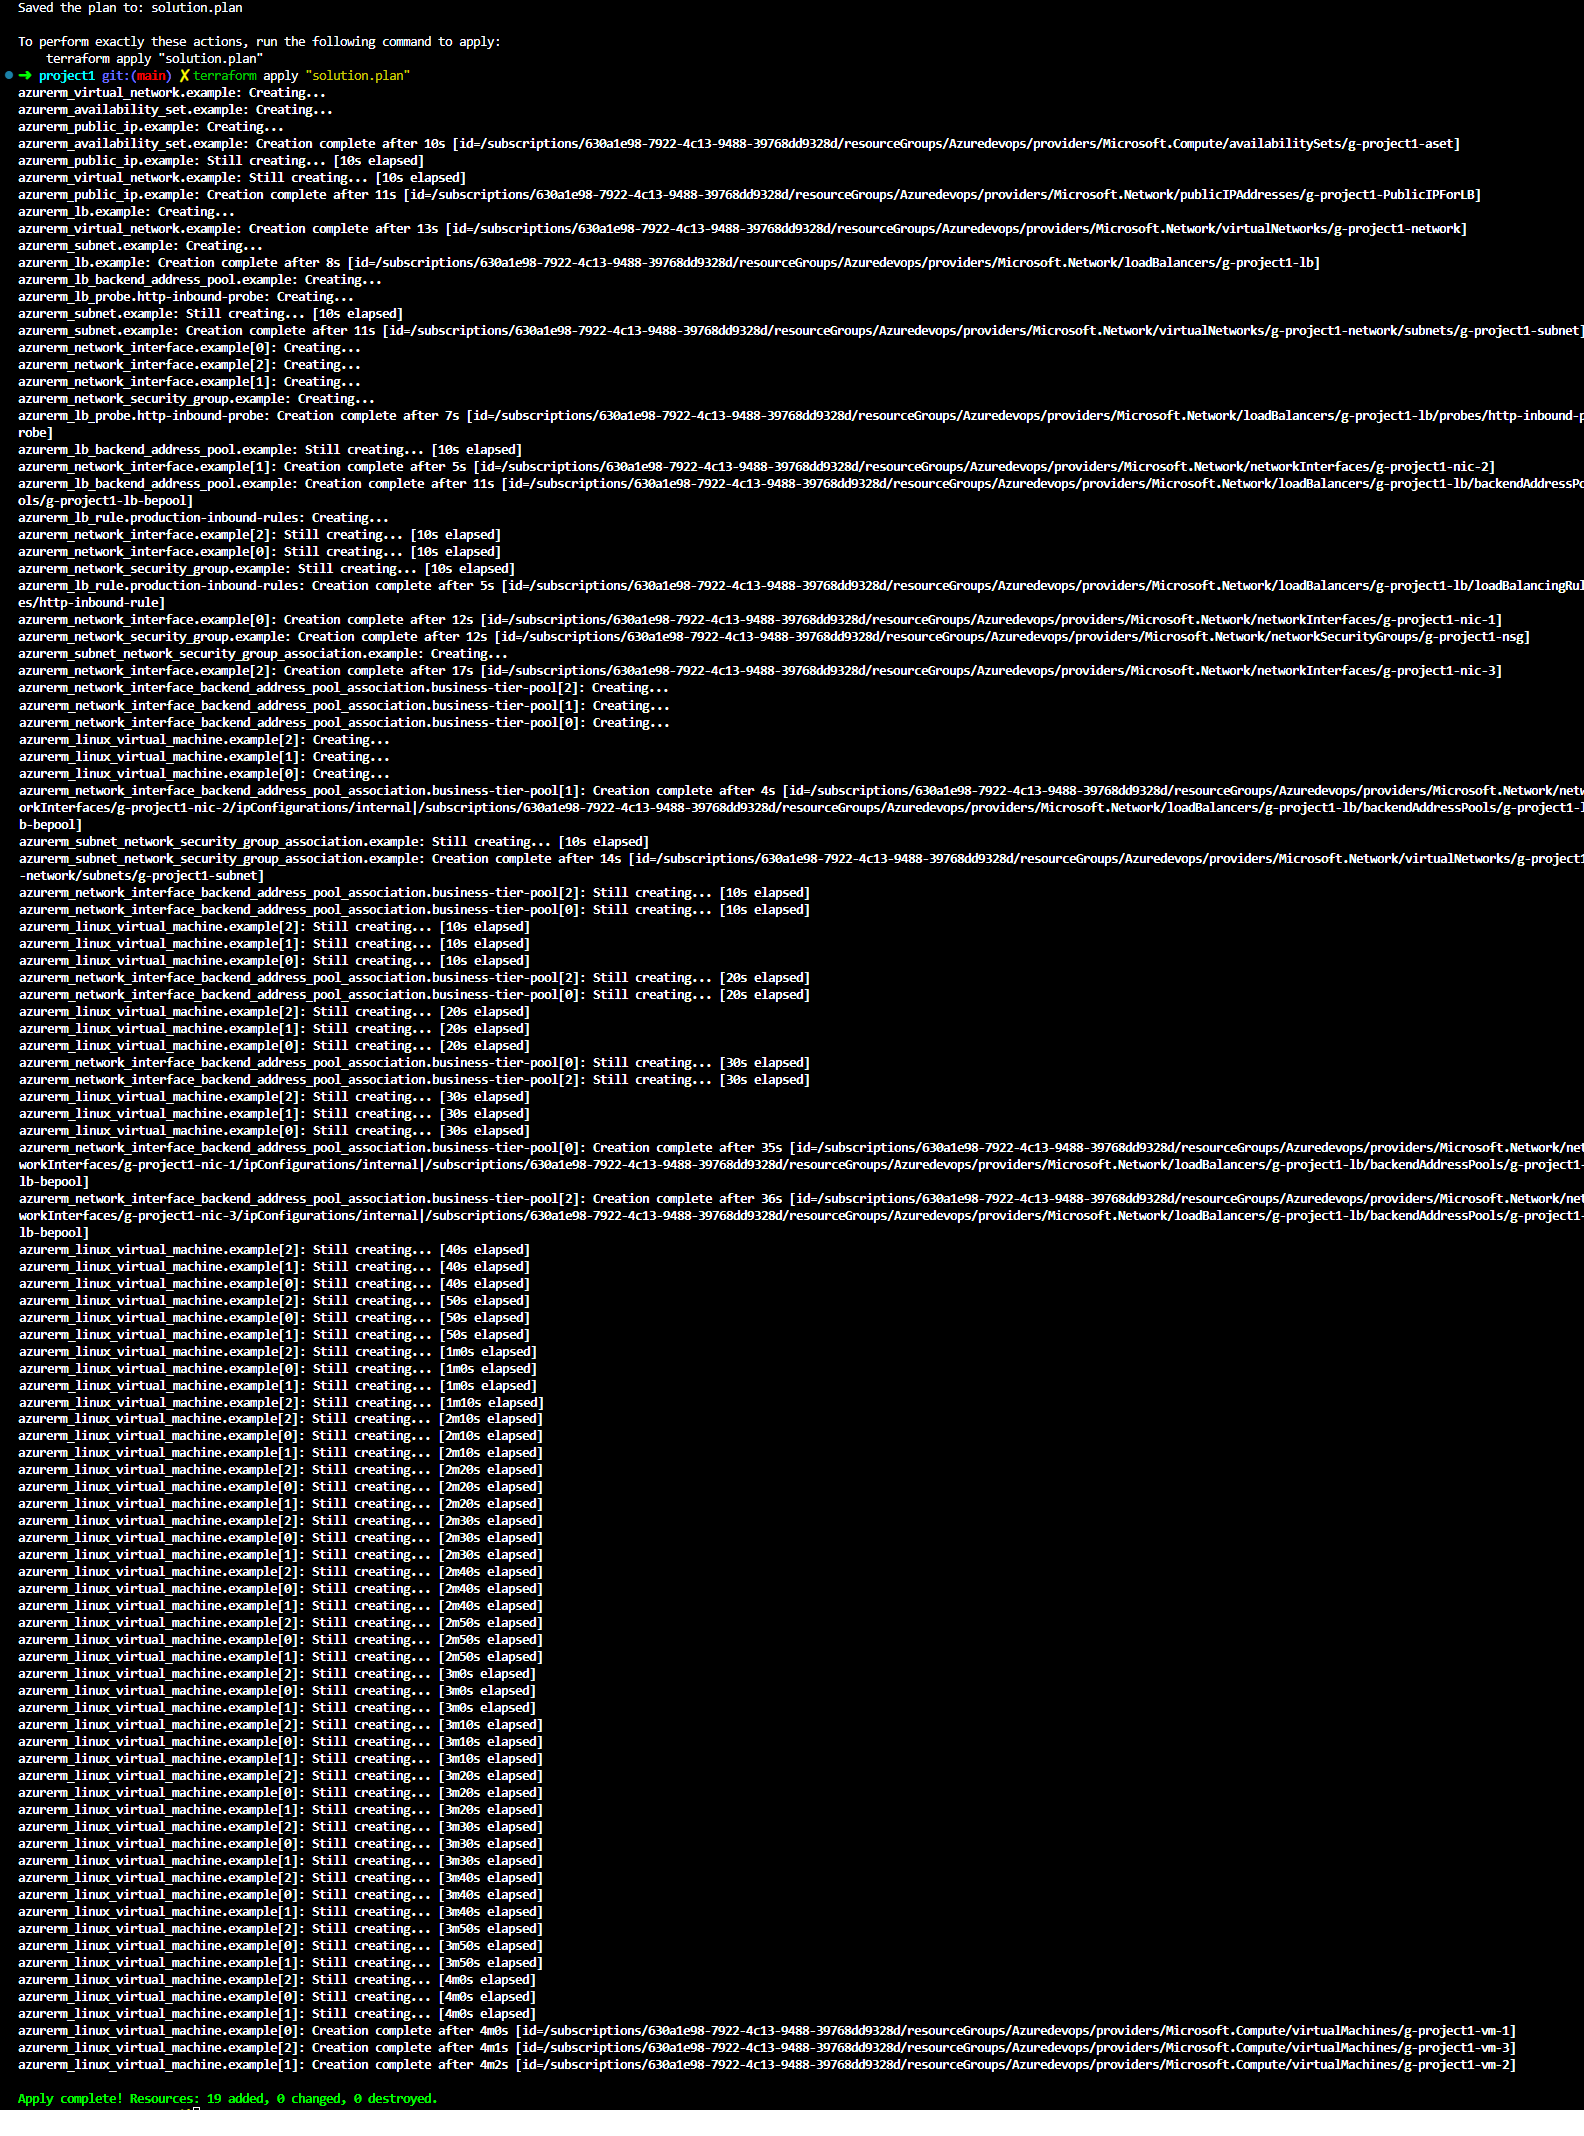 Saved the plan to: solution.plan
To perform exactly these actions, run the following command to apply:
terraform apply "solution.plan"
➜ project1 git:(main) ✗ terraform apply "solution.plan"
azurerm_virtual_network.example: Creating...
azurerm_availability_set.example: Creating...
azurerm_public_ip.example: Creating...
azurerm_availability_set.example: Creation complete after 10s [id=/subscriptions/630a1e98-7922-4c13-9488-39768dd9328d/resourceGroups/Azuredevops/providers/Microsoft.Compute/availabilitySets/g-project1-aset]
azurerm_public_ip.example: Still creating... [10s elapsed]
azurerm_virtual_network.example: Still creating... [10s elapsed]
azurerm_public_ip.example: Creation complete after 11s [id=/subscriptions/630a1e98-7922-4c13-9488-39768dd9328d/resourceGroups/Azuredevops/providers/Microsoft.Network/publicIPAddresses/g-project1-PublicIPForLB]
azurerm_lb.example: Creating...
azurerm_virtual_network.example: Creation complete after 13s [id=/subscriptions/630a1e98-7922-4c13-9488-39768dd9328d/resourceGroups/Azuredevops/providers/Microsoft.Network/virtualNetworks/g-project1-network]
azurerm_subnet.example: Creating...
azurerm_lb.example: Creation complete after 8s [id=/subscriptions/630a1e98-7922-4c13-9488-39768dd9328d/resourceGroups/Azuredevops/providers/Microsoft.Network/loadBalancers/g-project1-lb]
azurerm_lb_backend_address_pool.example: Creating...
azurerm_lb_probe.http-inbound-probe: Creating...
azurerm_subnet.example: Still creating... [10s elapsed]
azurerm_subnet.example: Creation complete after 11s [id=/subscriptions/630a1e98-7922-4c13-9488-39768dd9328d/resourceGroups/Azuredevops/providers/Microsoft.Network/virtualNetworks/g-project1-network/subnets/g-project1-subnet]
azurerm_network_interface.example[0]: Creating...
azurerm_network_interface.example[2]: Creating...
azurerm_network_interface.example[1]: Creating...
azurerm_network_security_group.example: Creating...
azurerm_lb_probe.http-inbound-probe: Creation complete after 7s [id=/subscriptions/630a1e98-7922-4c13-9488-39768dd9328d/resourceGroups/Azuredevops/providers/Microsoft.Network/loadBalancers/g-project1-lb/probes/http-inbound-p
robe]
azurerm_lb_backend_address_pool.example: Still creating... [10s elapsed]
azurerm_network_interface.example[1]: Creation complete after 5s [id=/subscriptions/630a1e98-7922-4c13-9488-39768dd9328d/resourceGroups/Azuredevops/providers/Microsoft.Network/networkInterfaces/g-project1-nic-2]
azurerm_lb_backend_address_pool.example: Creation complete after 11s [id=/subscriptions/630a1e98-7922-4c13-9488-39768dd9328d/resourceGroups/Azuredevops/providers/Microsoft.Network/loadBalancers/g-project1-lb/backendAddressPo
ols/g-project1-lb-bepool]
azurerm_lb_rule.production-inbound-rules: Creating...
azurerm_network_interface.example[2]: Still creating... [10s elapsed]
azurerm_network_interface.example[0]: Still creating... [10s elapsed]
azurerm_network_security_group.example: Still creating... [10s elapsed]
azurerm_lb_rule.production-inbound-rules: Creation complete after 5s [id=/subscriptions/630a1e98-7922-4c13-9488-39768dd9328d/resourceGroups/Azuredevops/providers/Microsoft.Network/loadBalancers/g-project1-lb/loadBalancingRul
es/http-inbound-rule]
azurerm_network_interface.example[0]: Creation complete after 12s [id=/subscriptions/630a1e98-7922-4c13-9488-39768dd9328d/resourceGroups/Azuredevops/providers/Microsoft.Network/networkInterfaces/g-project1-nic-1]
azurerm_network_security_group.example: Creation complete after 12s [id=/subscriptions/630a1e98-7922-4c13-9488-39768dd9328d/resourceGroups/Azuredevops/providers/Microsoft.Network/networkSecurityGroups/g-project1-nsg]
azurerm_subnet_network_security_group_association.example: Creating...
azurerm_network_interface.example[2]: Creation complete after 17s [id=/subscriptions/630a1e98-7922-4c13-9488-39768dd9328d/resourceGroups/Azuredevops/providers/Microsoft.Network/networkInterfaces/g-project1-nic-3]
azurerm_network_interface_backend_address_pool_association.business-tier-pool[2]: Creating...
azurerm_network_interface_backend_address_pool_association.business-tier-pool[1]: Creating...
azurerm_network_interface_backend_address_pool_association.business-tier-pool[0]: Creating...
azurerm_linux_virtual_machine.example[2]: Creating...
azurerm_linux_virtual_machine.example[1]: Creating...
azurerm_linux_virtual_machine.example[0]: Creating...
azurerm_network_interface_backend_address_pool_association.business-tier-pool[1]: Creation complete after 4s [id=/subscriptions/630a1e98-7922-4c13-9488-39768dd9328d/resourceGroups/Azuredevops/providers/Microsoft.Network/netw
orkInterfaces/g-project1-nic-2/ipConfigurations/internal|/subscriptions/630a1e98-7922-4c13-9488-39768dd9328d/resourceGroups/Azuredevops/providers/Microsoft.Network/loadBalancers/g-project1-lb/backendAddressPools/g-project1-l
b-bepool]
azurerm_subnet_network_security_group_association.example: Still creating... [10s elapsed]
azurerm_subnet_network_security_group_association.example: Creation complete after 14s [id=/subscriptions/630a1e98-7922-4c13-9488-39768dd9328d/resourceGroups/Azuredevops/providers/Microsoft.Network/virtualNetworks/g-project1
-network/subnets/g-project1-subnet]
azurerm_network_interface_backend_address_pool_association.business-tier-pool[2]: Still creating... [10s elapsed]
azurerm_network_interface_backend_address_pool_association.business-tier-pool[0]: Still creating... [10s elapsed]
azurerm_linux_virtual_machine.example[2]: Still creating... [10s elapsed]
azurerm_linux_virtual_machine.example[1]: Still creating... [10s elapsed]
azurerm_linux_virtual_machine.example[0]: Still creating... [10s elapsed]
azurerm_network_interface_backend_address_pool_association.business-tier-pool[2]: Still creating... [20s elapsed]
azurerm_network_interface_backend_address_pool_association.business-tier-pool[0]: Still creating... [20s elapsed]
azurerm_linux_virtual_machine.example[2]: Still creating... [20s elapsed]
azurerm_linux_virtual_machine.example[1]: Still creating... [20s elapsed]
azurerm_linux_virtual_machine.example[0]: Still creating... [20s elapsed]
azurerm_network_interface_backend_address_pool_association.business-tier-pool[0]: Still creating... [30s elapsed]
azurerm_network_interface_backend_address_pool_association.business-tier-pool[2]: Still creating... [30s elapsed]
azurerm_linux_virtual_machine.example[2]: Still creating... [30s elapsed]
azurerm_linux_virtual_machine.example[1]: Still creating... [30s elapsed]
azurerm_linux_virtual_machine.example[0]: Still creating... [30s elapsed]
azurerm_network_interface_backend_address_pool_association.business-tier-pool[0]: Creation complete after 35s [id=/subscriptions/630a1e98-7922-4c13-9488-39768dd9328d/resourceGroups/Azuredevops/providers/Microsoft.Network/net
workInterfaces/g-project1-nic-1/ipConfigurations/internal|/subscriptions/630a1e98-7922-4c13-9488-39768dd9328d/resourceGroups/Azuredevops/providers/Microsoft.Network/loadBalancers/g-project1-lb/backendAddressPools/g-project1-
lb-bepool]
azurerm_network_interface_backend_address_pool_association.business-tier-pool[2]: Creation complete after 36s [id=/subscriptions/630a1e98-7922-4c13-9488-39768dd9328d/resourceGroups/Azuredevops/providers/Microsoft.Network/net
workInterfaces/g-project1-nic-3/ipConfigurations/internal|/subscriptions/630a1e98-7922-4c13-9488-39768dd9328d/resourceGroups/Azuredevops/providers/Microsoft.Network/loadBalancers/g-project1-lb/backendAddressPools/g-project1-
lb-bepool]
azurerm_linux_virtual_machine.example[2]: Still creating... [40s elapsed]
azurerm_linux_virtual_machine.example[1]: Still creating... [40s elapsed]
azurerm_linux_virtual_machine.example[0]: Still creating... [40s elapsed]
azurerm_linux_virtual_machine.example[2]: Still creating... [50s elapsed]
azurerm_linux_virtual_machine.example[0]: Still creating... [50s elapsed]
azurerm_linux_virtual_machine.example[1]: Still creating... [50s elapsed]
azurerm_linux_virtual_machine.example[2]: Still creating... [1m0s elapsed]
azurerm_linux_virtual_machine.example[0]: Still creating... [1m0s elapsed]
azurerm_linux_virtual_machine.example[1]: Still creating... [1m0s elapsed]
azurerm_linux_virtual_machine.example[2]: Still creating... [1m10s elapsed]
azurerm_linux_virtual_machine.example[2]: Still creating... [2m10s elapsed]
azurerm_linux_virtual_machine.example[0]: Still creating... [2m10s elapsed]
azurerm_linux_virtual_machine.example[1]: Still creating... [2m10s elapsed]
azurerm_linux_virtual_machine.example[2]: Still creating... [2m20s elapsed]
azurerm_linux_virtual_machine.example[0]: Still creating... [2m20s elapsed]
azurerm_linux_virtual_machine.example[1]: Still creating... [2m20s elapsed]
azurerm_linux_virtual_machine.example[2]: Still creating... [2m30s elapsed]
azurerm_linux_virtual_machine.example[0]: Still creating... [2m30s elapsed]
azurerm_linux_virtual_machine.example[1]: Still creating... [2m30s elapsed]
azurerm_linux_virtual_machine.example[2]: Still creating... [2m40s elapsed]
azurerm_linux_virtual_machine.example[0]: Still creating... [2m40s elapsed]
azurerm_linux_virtual_machine.example[1]: Still creating... [2m40s elapsed]
azurerm_linux_virtual_machine.example[2]: Still creating... [2m50s elapsed]
azurerm_linux_virtual_machine.example[0]: Still creating... [2m50s elapsed]
azurerm_linux_virtual_machine.example[1]: Still creating... [2m50s elapsed]
azurerm_linux_virtual_machine.example[2]: Still creating... [3m0s elapsed]
azurerm_linux_virtual_machine.example[0]: Still creating... [3m0s elapsed]
azurerm_linux_virtual_machine.example[1]: Still creating... [3m0s elapsed]
azurerm_linux_virtual_machine.example[2]: Still creating... [3m10s elapsed]
azurerm_linux_virtual_machine.example[0]: Still creating... [3m10s elapsed]
azurerm_linux_virtual_machine.example[1]: Still creating... [3m10s elapsed]
azurerm_linux_virtual_machine.example[2]: Still creating... [3m20s elapsed]
azurerm_linux_virtual_machine.example[0]: Still creating... [3m20s elapsed]
azurerm_linux_virtual_machine.example[1]: Still creating... [3m20s elapsed]
azurerm_linux_virtual_machine.example[2]: Still creating... [3m30s elapsed]
azurerm_linux_virtual_machine.example[0]: Still creating... [3m30s elapsed]
azurerm_linux_virtual_machine.example[1]: Still creating... [3m30s elapsed]
azurerm_linux_virtual_machine.example[2]: Still creating... [3m40s elapsed]
azurerm_linux_virtual_machine.example[0]: Still creating... [3m40s elapsed]
azurerm_linux_virtual_machine.example[1]: Still creating... [3m40s elapsed]
azurerm_linux_virtual_machine.example[2]: Still creating... [3m50s elapsed]
azurerm_linux_virtual_machine.example[0]: Still creating... [3m50s elapsed]
azurerm_linux_virtual_machine.example[1]: Still creating... [3m50s elapsed]
azurerm_linux_virtual_machine.example[2]: Still creating... [4m0s elapsed]
azurerm_linux_virtual_machine.example[0]: Still creating... [4m0s elapsed]
azurerm_linux_virtual_machine.example[1]: Still creating... [4m0s elapsed]
azurerm_linux_virtual_machine.example[0]: Creation complete after 4m0s [id=/subscriptions/630a1e98-7922-4c13-9488-39768dd9328d/resourceGroups/Azuredevops/providers/Microsoft.Compute/virtualMachines/g-project1-vm-1]
azurerm_linux_virtual_machine.example[2]: Creation complete after 4m1s [id=/subscriptions/630a1e98-7922-4c13-9488-39768dd9328d/resourceGroups/Azuredevops/providers/Microsoft.Compute/virtualMachines/g-project1-vm-3]
azurerm_linux_virtual_machine.example[1]: Creation complete after 4m2s [id=/subscriptions/630a1e98-7922-4c13-9488-39768dd9328d/resourceGroups/Azuredevops/providers/Microsoft.Compute/virtualMachines/g-project1-vm-2]
Apply complete! Resources: 19 added, 0 changed, 0 destroyed.